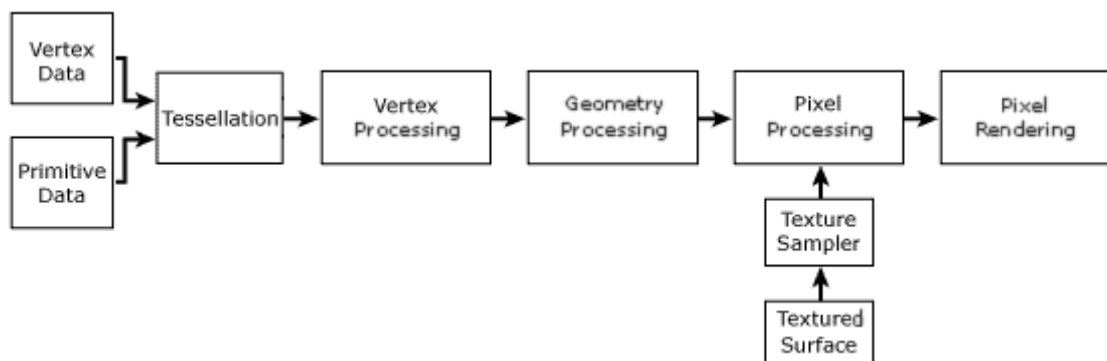 Vertex
Data
Primitive
Data
Tessellation
Vertex
Processing
Geometry
Processing
Pixel
Processing
Pixel
Rendering
Texture
Sampler
Textured
Surface